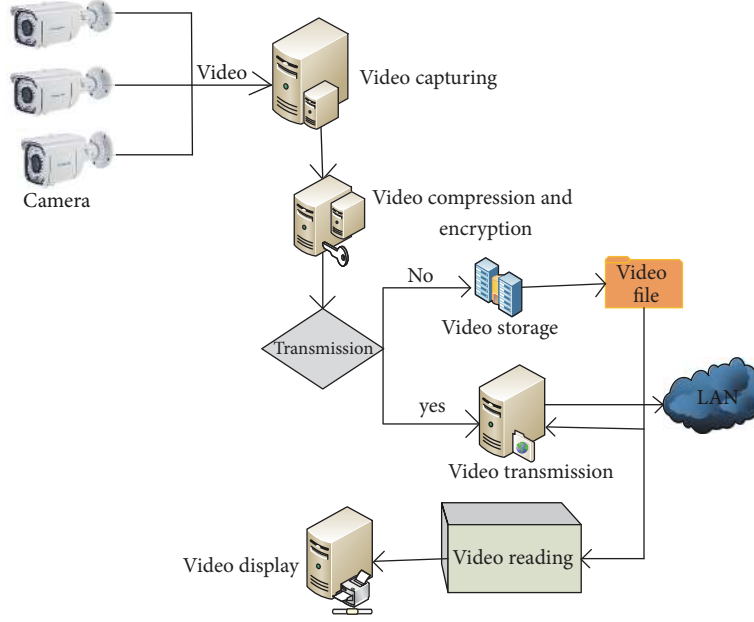 Video
Video capturing
Camera
Video compression and
encryption
No
Video
file
Video storage
Transmission
LAN
yes
Video transmission
Video reading
Video display